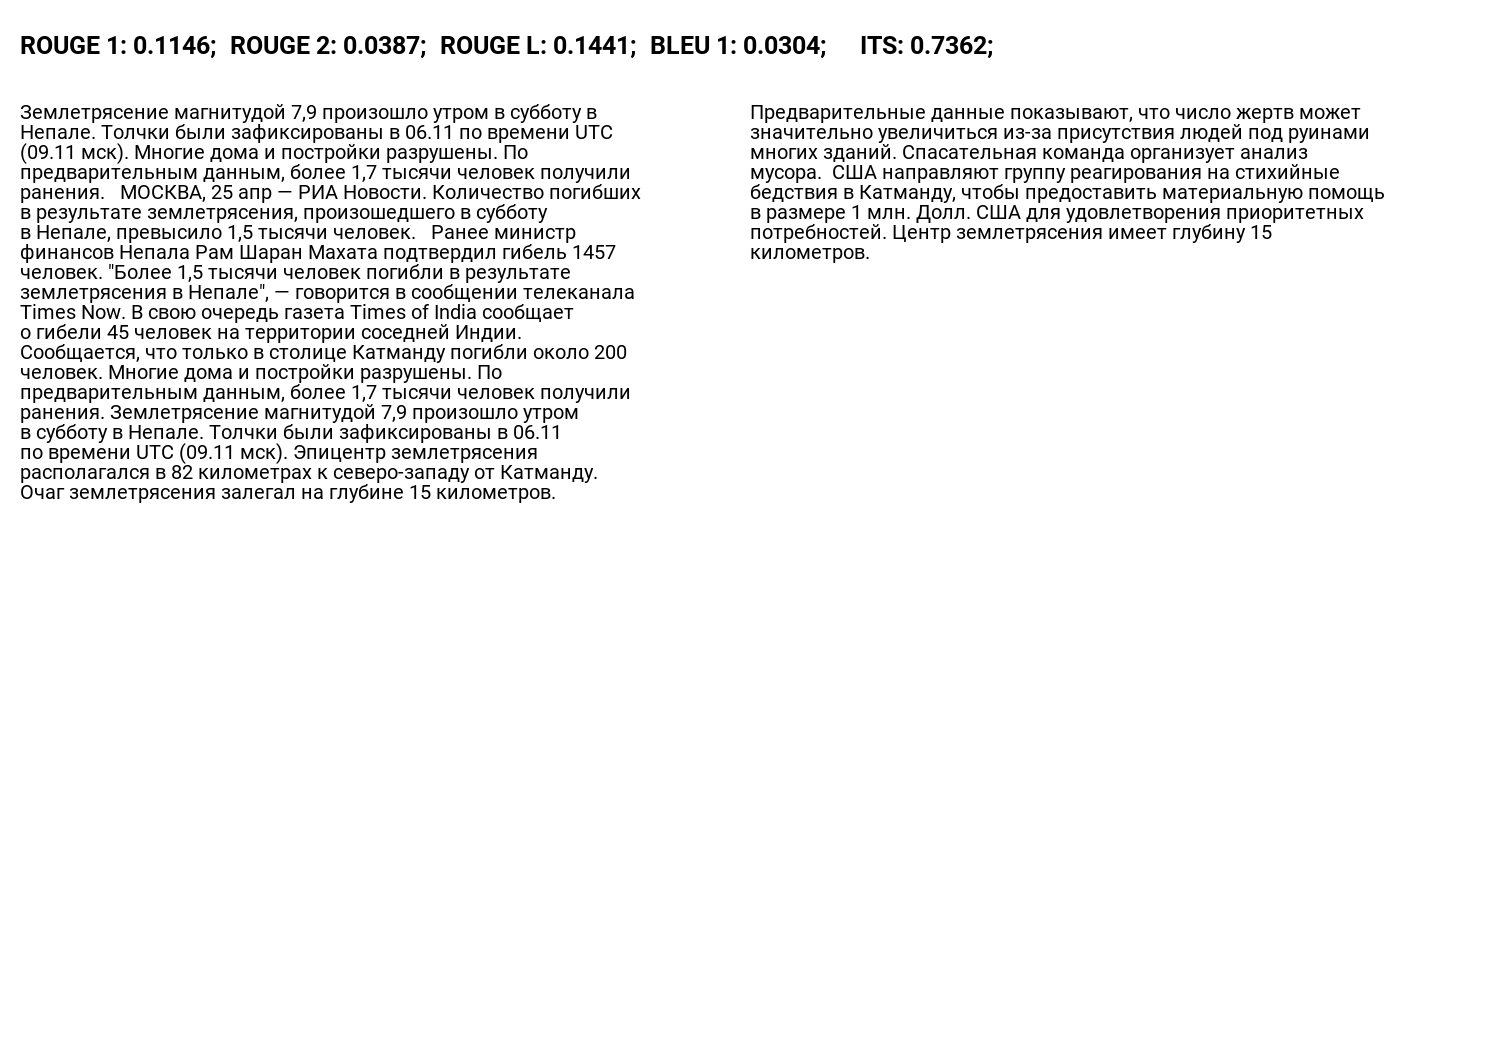 ROUGE 1: 0.1146;  ROUGE 2: 0.0387;  ROUGE L: 0.1441;  BLEU 1: 0.0304;  ITS: 0.7362;
Землетрясение магнитудой 7,9 произошло утром в субботу в
Непале. Толчки были зафиксированы в 06.11 по времени UTC
(09.11 мск). Многие дома и постройки разрушены. По
предварительным данным, более 1,7 тысячи человек получили
ранения.   МОСКВА, 25 апр — РИА Новости. Количество погибших
в результате землетрясения, произошедшего в субботу
в Непале, превысило 1,5 тысячи человек.   Ранее министр
финансов Непала Рам Шаран Махата подтвердил гибель 1457
человек. "Более 1,5 тысячи человек погибли в результате
землетрясения в Непале", — говорится в сообщении телеканала
Times Now. В свою очередь газета Times of India сообщает
о гибели 45 человек на территории соседней Индии.
Сообщается, что только в столице Катманду погибли около 200
человек. Многие дома и постройки разрушены. По
предварительным данным, более 1,7 тысячи человек получили
ранения. Землетрясение магнитудой 7,9 произошло утром
в субботу в Непале. Толчки были зафиксированы в 06.11
по времени UTC (09.11 мск). Эпицентр землетрясения
располагался в 82 километрах к северо-западу от Катманду.
Очаг землетрясения залегал на глубине 15 километров.
Предварительные данные показывают, что число жертв может
значительно увеличиться из-за присутствия людей под руинами
многих зданий. Спасательная команда организует анализ
мусора.  США направляют группу реагирования на стихийные
бедствия в Катманду, чтобы предоставить материальную помощь
в размере 1 млн. Долл. США для удовлетворения приоритетных
потребностей. Центр землетрясения имеет глубину 15
километров.